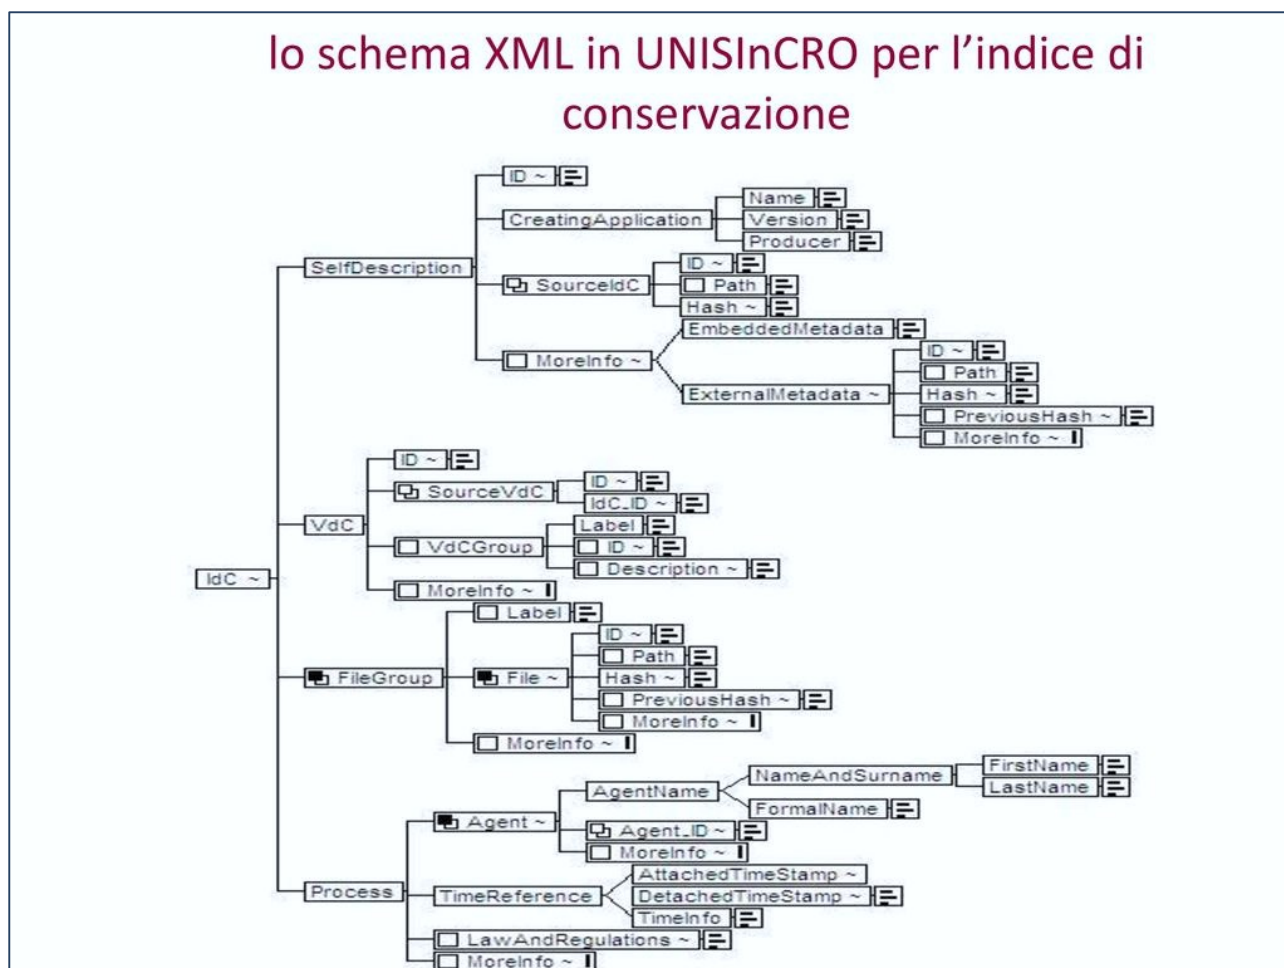 lo schema XML in UNISInCRO per l’indice di
conservazione
ID ~
Name
CreatingApplication
Version
Producer
SelfDescription
ID ~
SourceIdC
Path
Hash ~
EmbeddedMetadata
MoreInfo ~
ID ~
Path
ExternalMetadata ~
Hash ~
PreviousHash ~
MoreInfo ~
ID ~
SourceVdC
ID ~
IdC_ID ~
VdC
Label
VdCGroup
ID ~
Description ~
IdC ~
MoreInfo ~
Label
ID ~
Path
FileGroup
File ~
Hash ~
PreviousHash ~
MoreInfo ~
MoreInfo ~
FirstName
NameAndSurname
LastName
AgentName
FormalName
Agent ~
Agent_ID ~
MoreInfo ~
AttachedTimeStamp ~
Process
TimeReference
DetachedTimeStamp ~
TimeInfo
LawAndRegulations ~
MoreInfo ~